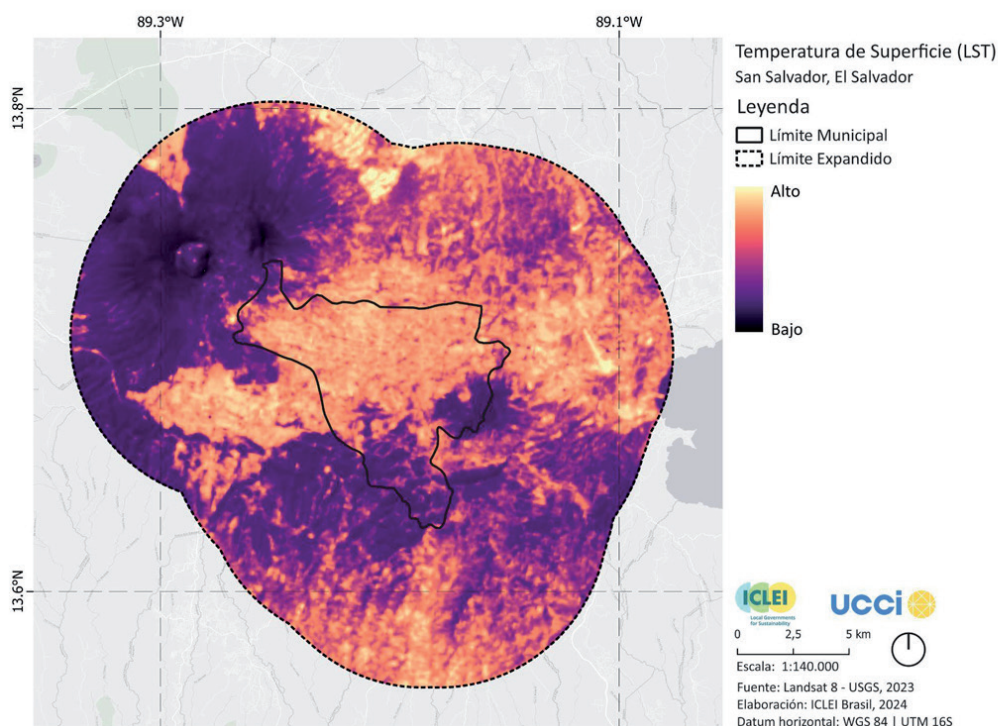 89.3°W
89.1°W
13.8°N
13.6°N
Temperatura de Superficie (LST)
San Salvador, El Salvador
Leyenda
Límite Municipal
Límite Expandido
Alto
Bajo
ICLEI
Local Governments
for Sustainability
UCCI
0 2,5 5 km
Escala: 1:140.000
Fuente: Landsat 8 - USGS, 2023
Elaboración: ICLEI Brasil, 2024
Datum horizontal: WGS 84 | UTM 16S